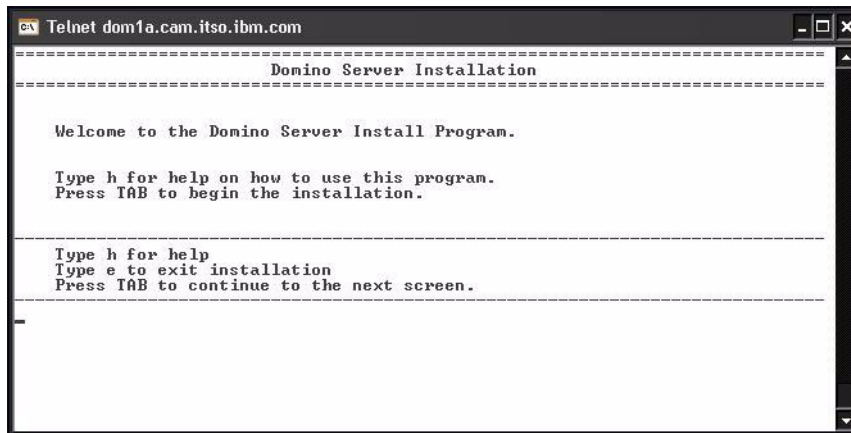 Telnet dom1a.cam.itso.ibm.com
Domino Server Installation
Welcome to the Domino Server Install Program.
Type h for help on how to use this program.
Press TAB to begin the installation.
Type h for help
Type e to exit installation
Press TAB to continue to the next screen.